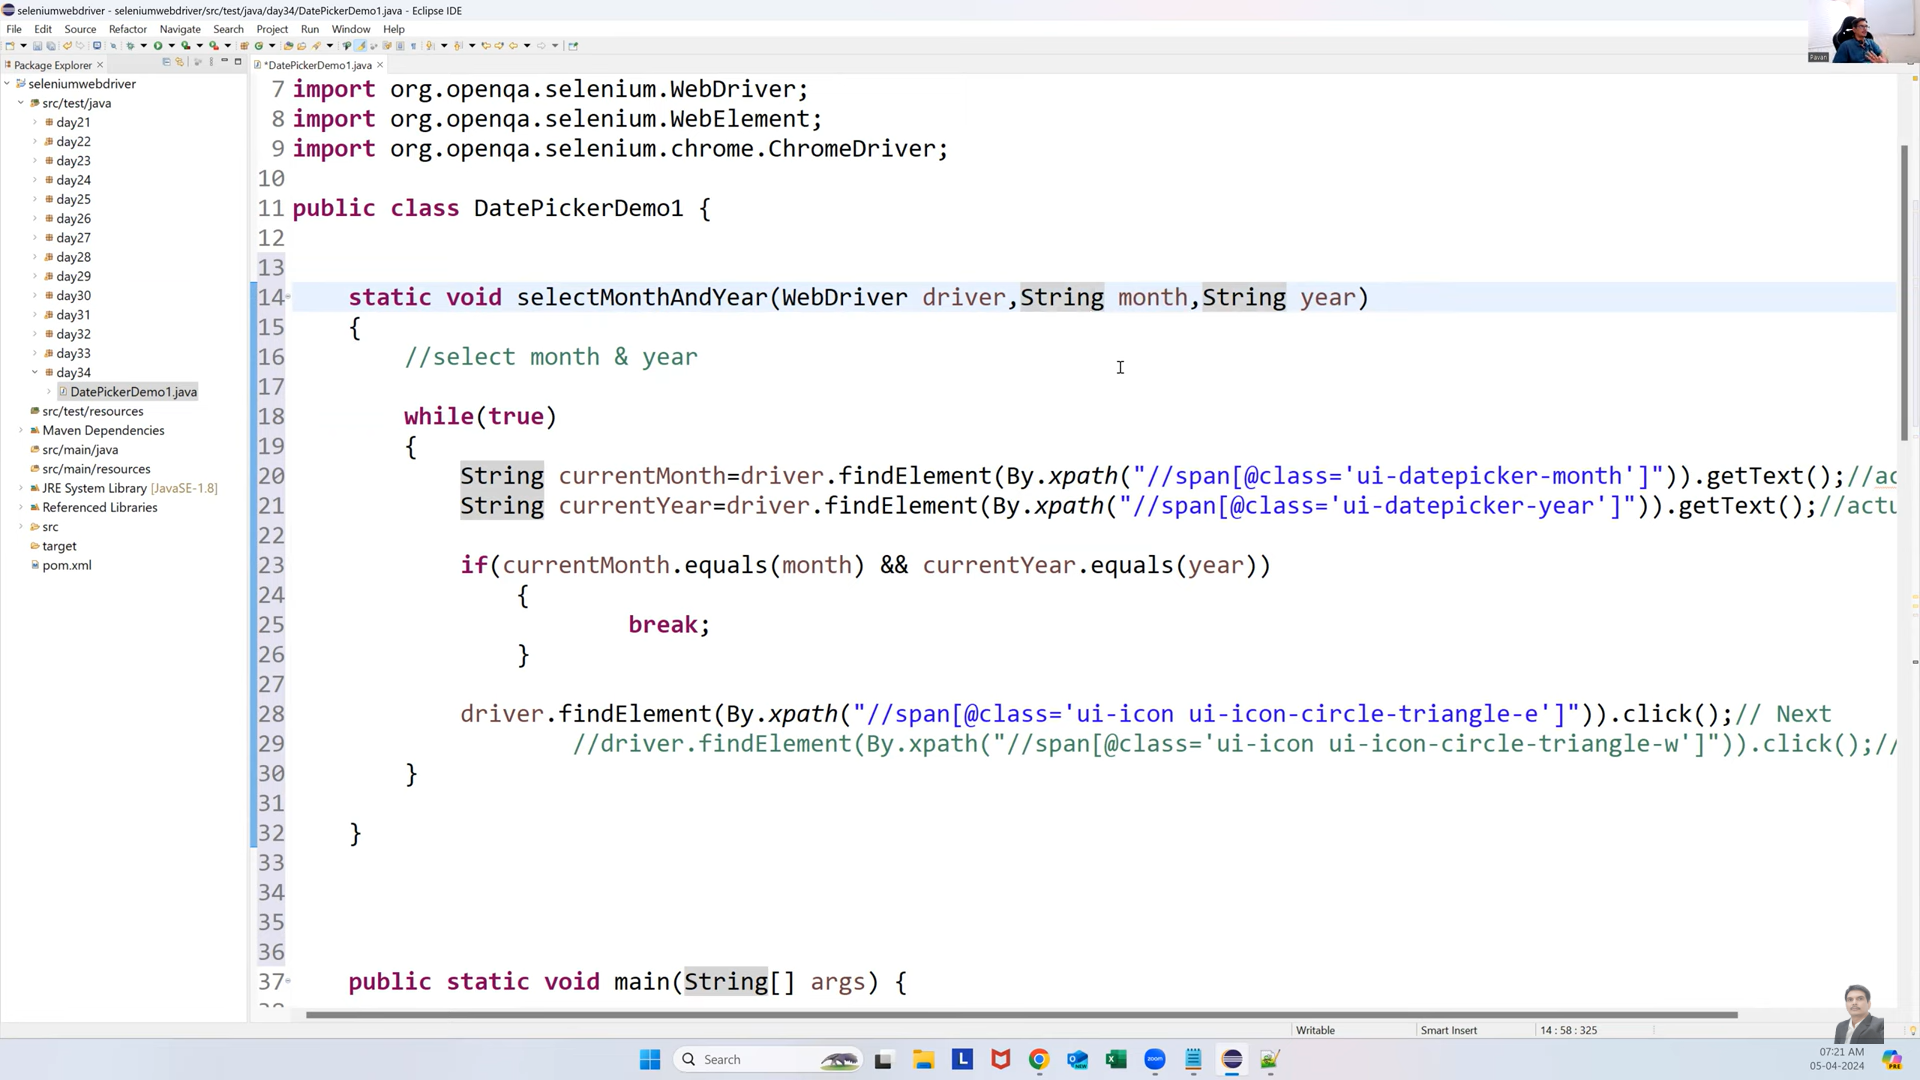 seleniumwebdriver - seleniumwebdriver/src/test/java/day34/DatePickerDemo1.java - Eclipse IDE
File Edit Source Refactor Navigate Search Project Run Window Help
Package Explorer
*DatePickerDemo1.java
seleniumwebdriver
src/test/java
day21
day22
day23
day24
day25
day26
day27
day28
day29
day30
day31
day32
day33
day34
DatePickerDemo1.java
src/test/resources
Maven Dependencies
src/main/java
src/main/resources
JRE System Library [JavaSE-1.8]
Referenced Libraries
src
target
pom.xml
7 import org.openqa.selenium.WebDriver;
8 import org.openqa.selenium.WebElement;
9 import org.openqa.selenium.chrome.ChromeDriver;
10
11 public class DatePickerDemo1 {
12
13
14 static void selectMonthAndYear(WebDriver driver,String month,String year)
15 {
16 //select month & year
17
18 while(true)
19 {
20 String currentMonth=driver.findElement(By.xpath("//span[@class='ui-datepicker-month']")).getText();//ac
21 String currentYear=driver.findElement(By.xpath("//span[@class='ui-datepicker-year']")).getText();//actu
22
23 if(currentMonth.equals(month) && currentYear.equals(year))
24 {
25 break;
26 }
27
28 driver.findElement(By.xpath("//span[@class='ui-icon ui-icon-circle-triangle-e']")).click();// Next
29 //driver.findElement(By.xpath("//span[@class='ui-icon ui-icon-circle-triangle-w']")).click();//
30 }
31
32 }
33
34
35
36
37 public static void main(String[] args) {
Pavan
Writable Smart Insert 14 : 58 : 325
Search
07:21 AM
05-04-2024